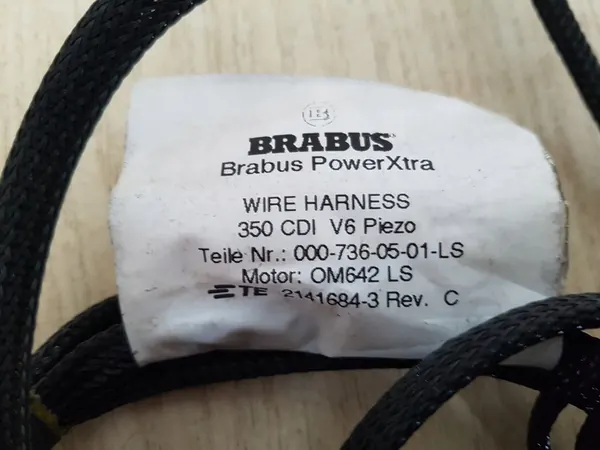 B
BRABUS®
Brabus PowerXtra
WIRE HARNESS
350 CDI V6 Piezo
Teile Nr.: 000-736-05-01-LS
Motor: OM642 LS
TE 2141684-3 Rev. C